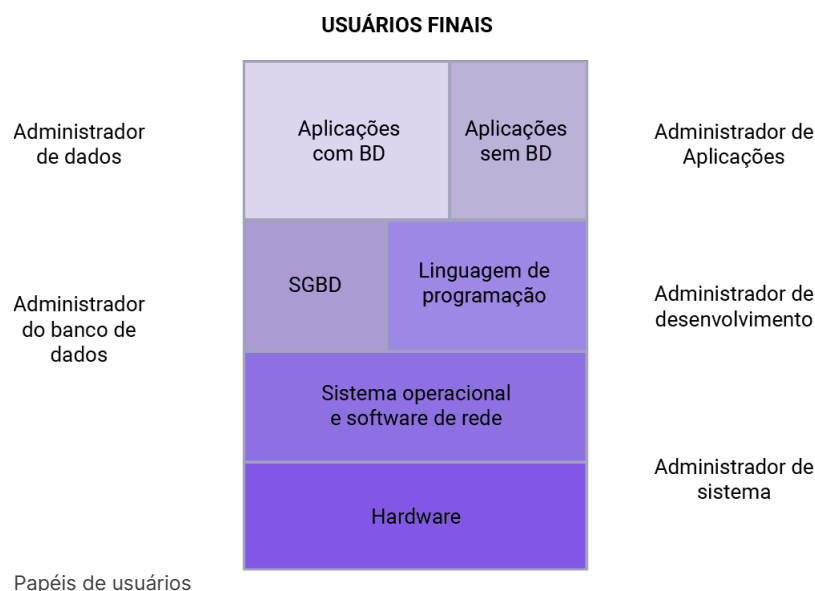 USUÁRIOS FINAIS
Administrador
de dados
Aplicações
com BD
Aplicações
sem BD
Administrador de
Aplicações
Administrador
do banco de
dados
SGBD
Linguagem de
programação
Administrador de
desenvolvimento
Sistema operacional
e software de rede
Administrador de
sistema
Hardware
Papéis de usuários